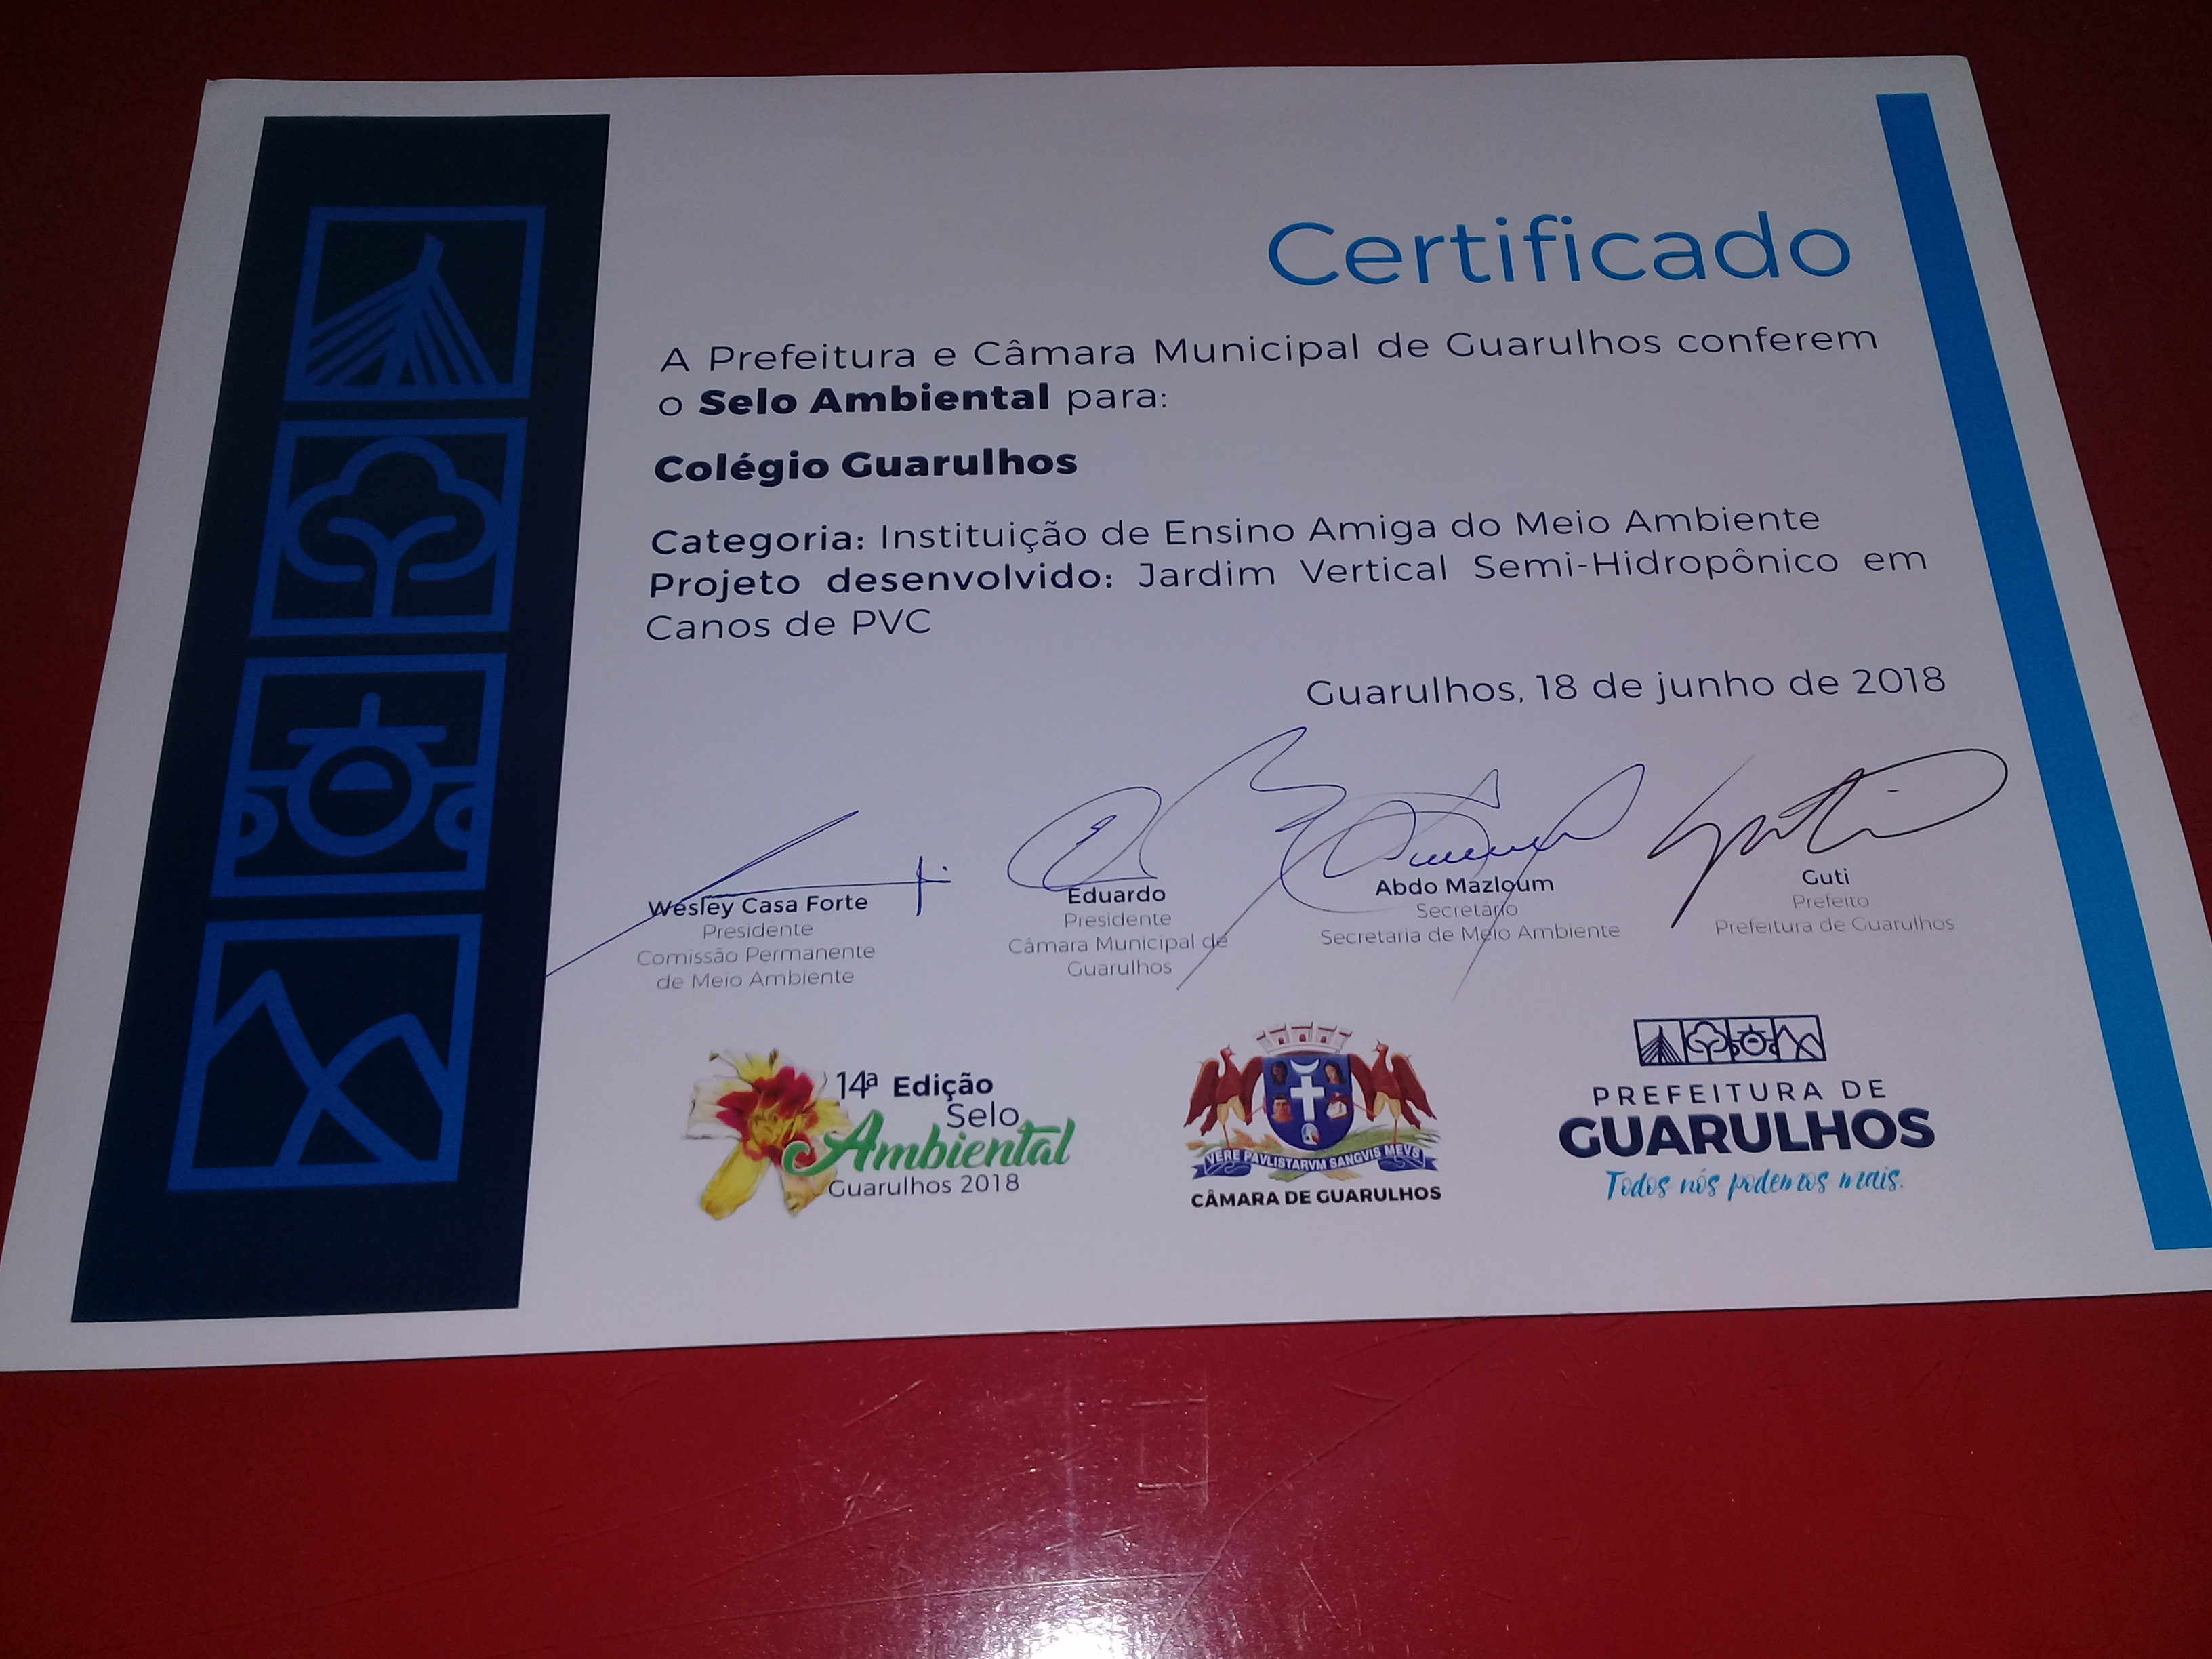 Certificado
A Prefeitura e Câmara Municipal de Guarulhos conferem
o Selo Ambiental para:
Colégio Guarulhos
Categoria: Instituição de Ensino Amiga do Meio Ambiente
Projeto desenvolvido: Jardim Vertical Semi-Hidropônico em
Canos de PVC
Guarulhos, 18 de junho de 2018
Wesley Casa Forte
Presidente
Comissão Permanente
de Meio Ambiente
Eduardo
Presidente
Câmara Municipal de
Guarulhos
Abdo Mazloum
Secretário
Secretaria de Meio Ambiente
Guti
Prefeito
Prefeitura de Guarulhos
14ª Edição
Selo
Ambiental
Guarulhos 2018
VERE PAVLISTARVM SANGVIS MEVS
CÂMARA DE GUARULHOS
PREFEITURA DE
GUARULHOS
Todos nós podemos mais.